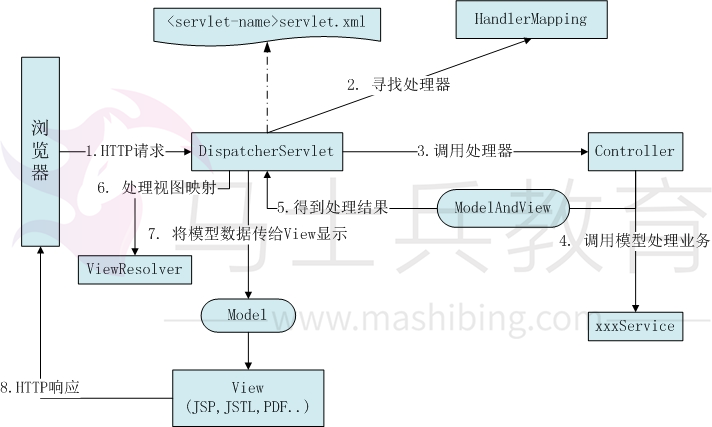 <servlet-name>servlet.xml
HandlerMapping
2. 寻找处理器
浏览器
1.HTTP请求
DispatcherServlet
3.调用处理器
Controller
6. 处理视图映射
5.得到处理结果
ModelAndView
7. 将模型数据传给View显示
4. 调用模型处理业务
马士兵教育
ViewResolver
Model
www.mashibing.com
xxxService
8.HTTP响应
View
(JSP,JSTL,PDF..)